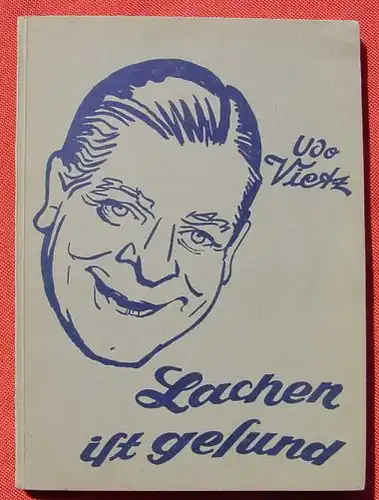 Udo
Vietz
Lachen
iſt geſund